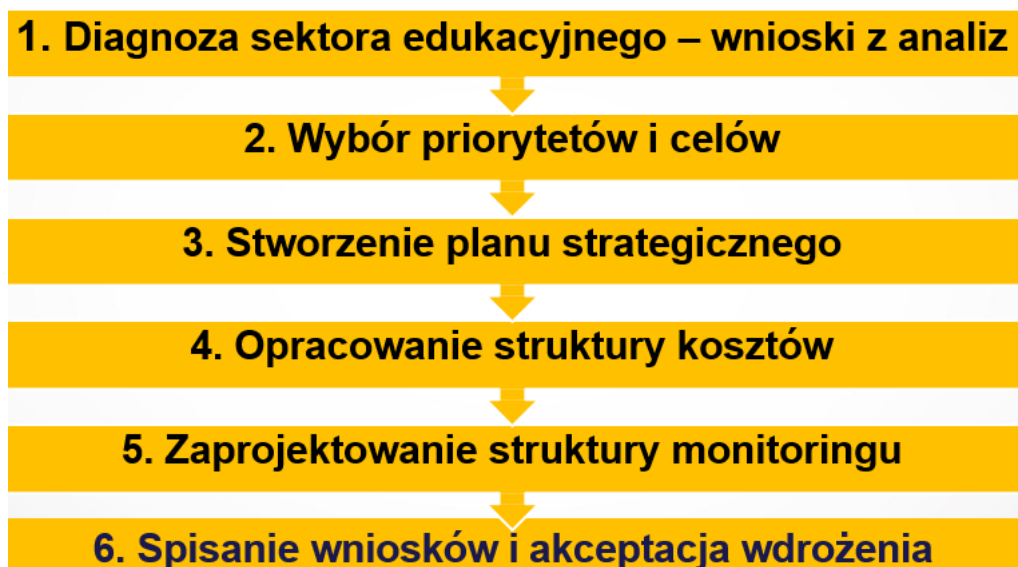 1. Diagnoza sektora edukacyjnego – wnioski z analiz
2. Wybór priorytetów i celów
3. Stworzenie planu strategicznego
4. Opracowanie struktury kosztów
5. Zaprojektowanie struktury monitoringu
6. Spisanie wniosków i akceptacja wdrożenia